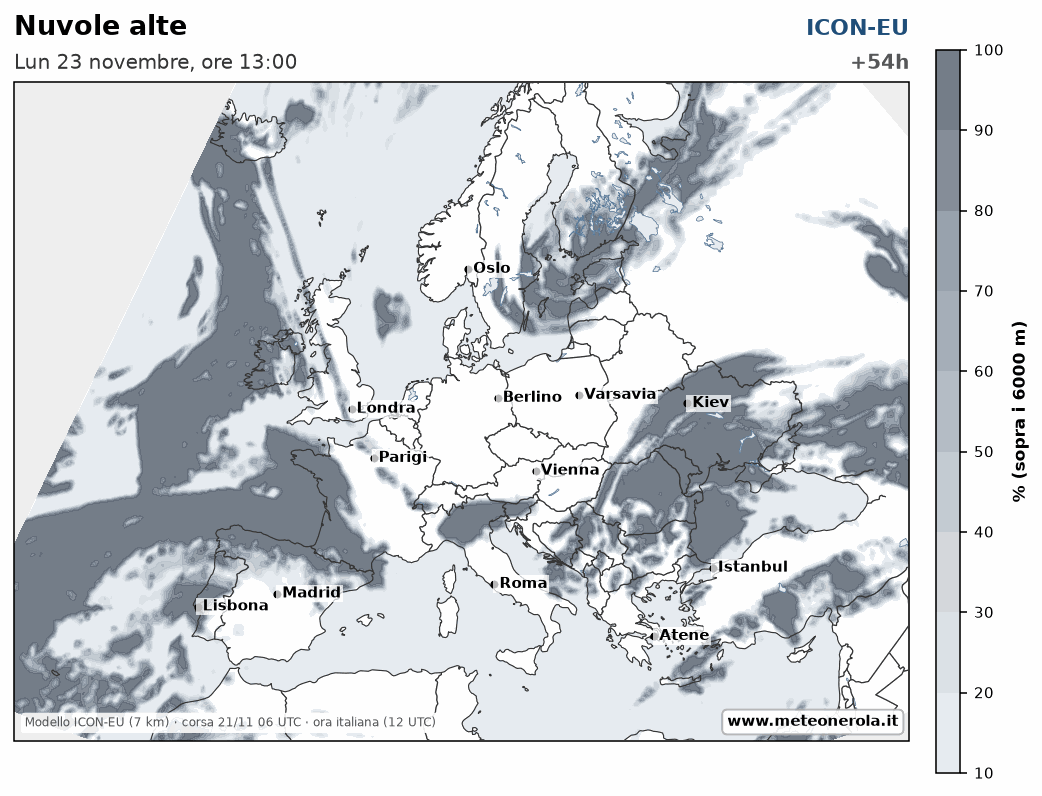 Nuvole alte
ICON-EU
Lun 23 novembre, ore 13:00
+54h
100
90
80
70
60
50
40
30
20
10
% (sopra i 6000 m)
Oslo
Londra
Berlino
Varsavia
Kiev
Parigi
Vienna
Istanbul
Roma
Madrid
Lisbona
Atene
Modello ICON-EU (7 km) · corsa 21/11 06 UTC · ora italiana (12 UTC)
www.meteonerola.it